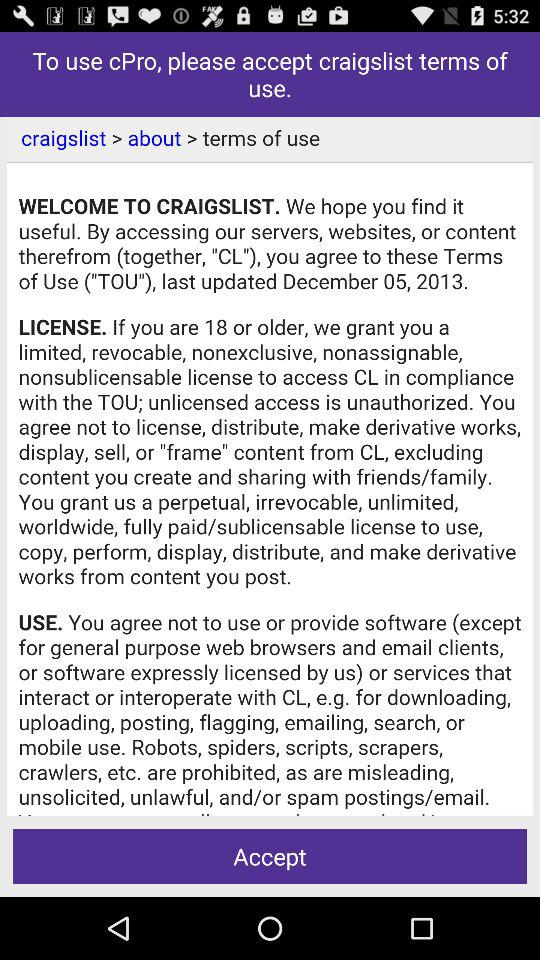 5:32
To use cPro, please accept craigslist terms of
use.
craigslist > about > terms of use
WELCOME TO CRAIGSLIST. We hope you find it
useful. By accessing our servers, websites, or content
therefrom (together, "CL"), you agree to these Terms
of Use ("TOU"), last updated December 05, 2013.
LICENSE. If you are 18 or older, we grant you a
limited, revocable, nonexclusive, nonassignable,
nonsublicensable license to access CL in compliance
with the TOU; unlicensed access is unauthorized. You
agree not to license, distribute, make derivative works,
display, sell, or "frame" content from CL, excluding
content you create and sharing with friends/family.
You grant us a perpetual, irrevocable, unlimited,
worldwide, fully paid/sublicensable license to use,
copy, perform, display, distribute, and make derivative
works from content you post.
USE. You agree not to use or provide software (except
for general purpose web browsers and email clients,
or software expressly licensed by us) or services that
interact or interoperate with CL, e.g. for downloading,
uploading, posting, flagging, emailing, search, or
mobile use. Robots, spiders, scripts, scrapers,
crawlers, etc. are prohibited, as are misleading,
unsolicited, unlawful, and/or spam postings/email.
Accept